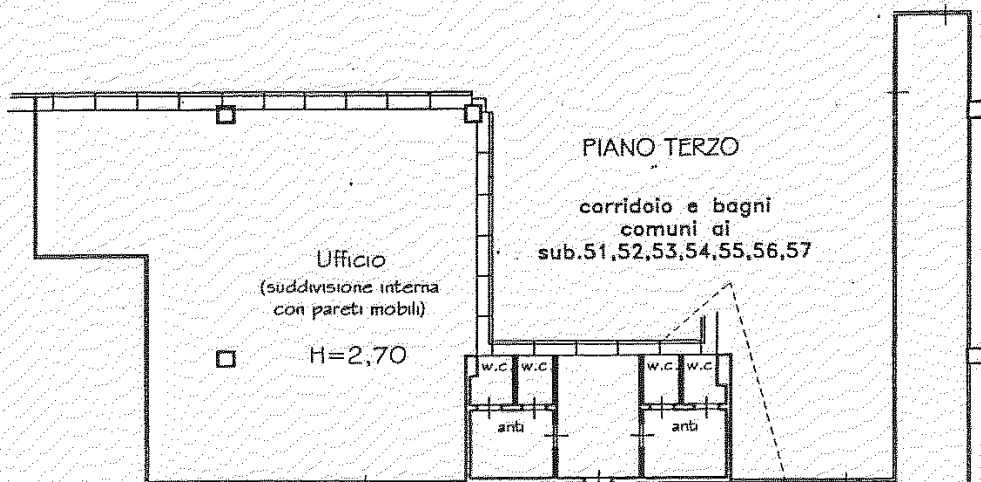 PIANO TERZO
corridoio e bagni
comuni ai
sub.51,52,53,54,55,56,57
Ufficio
(suddivisione interna
con pareti mobili)
H=2,70
w.c. w.c. w.c. w.c.
anti anti